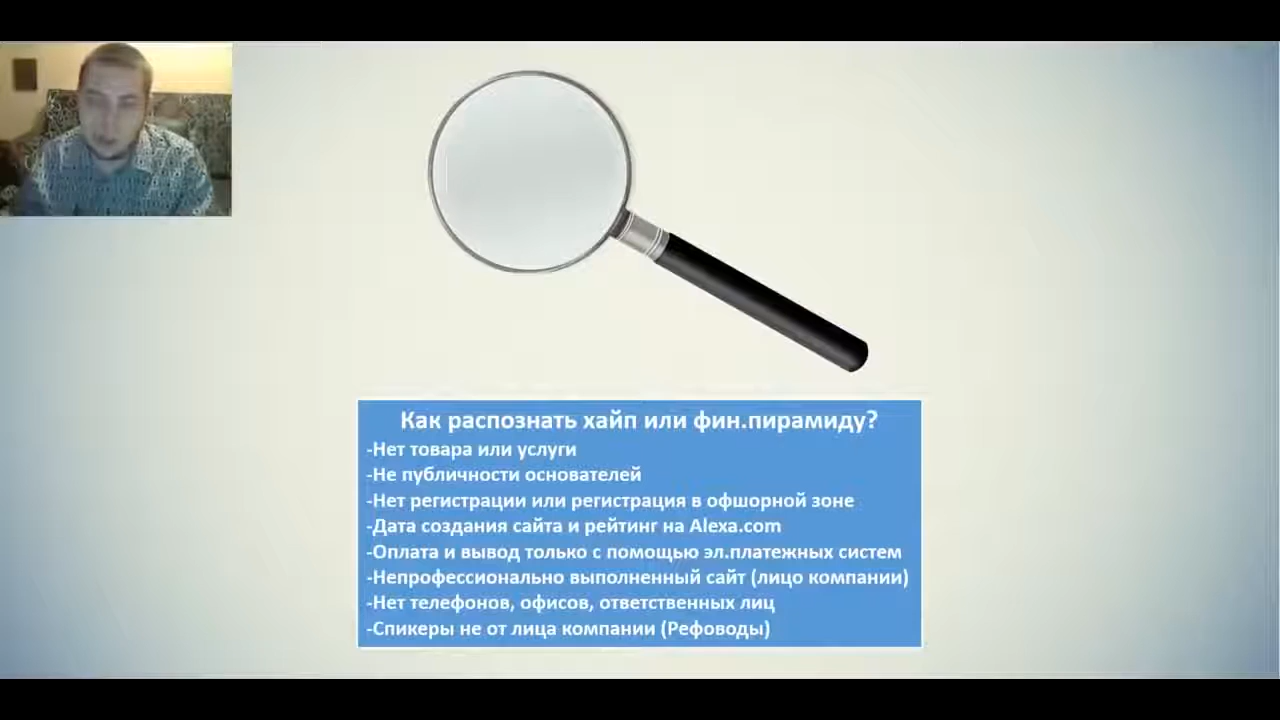 Как распознать хайп или фин.пирамиду?
-Нет товара или услуги
-Не публичности основателей
-Нет регистрации или регистрация в офшорной зоне
-Дата создания сайта и рейтинг на Alexa.com
-Оплата и вывод только с помощью эл.платежных систем
-Непрофессионально выполненный сайт (лицо компании)
-Нет телефонов, офисов, ответственных лиц
-Спикеры не от лица компании (Рефоводы)